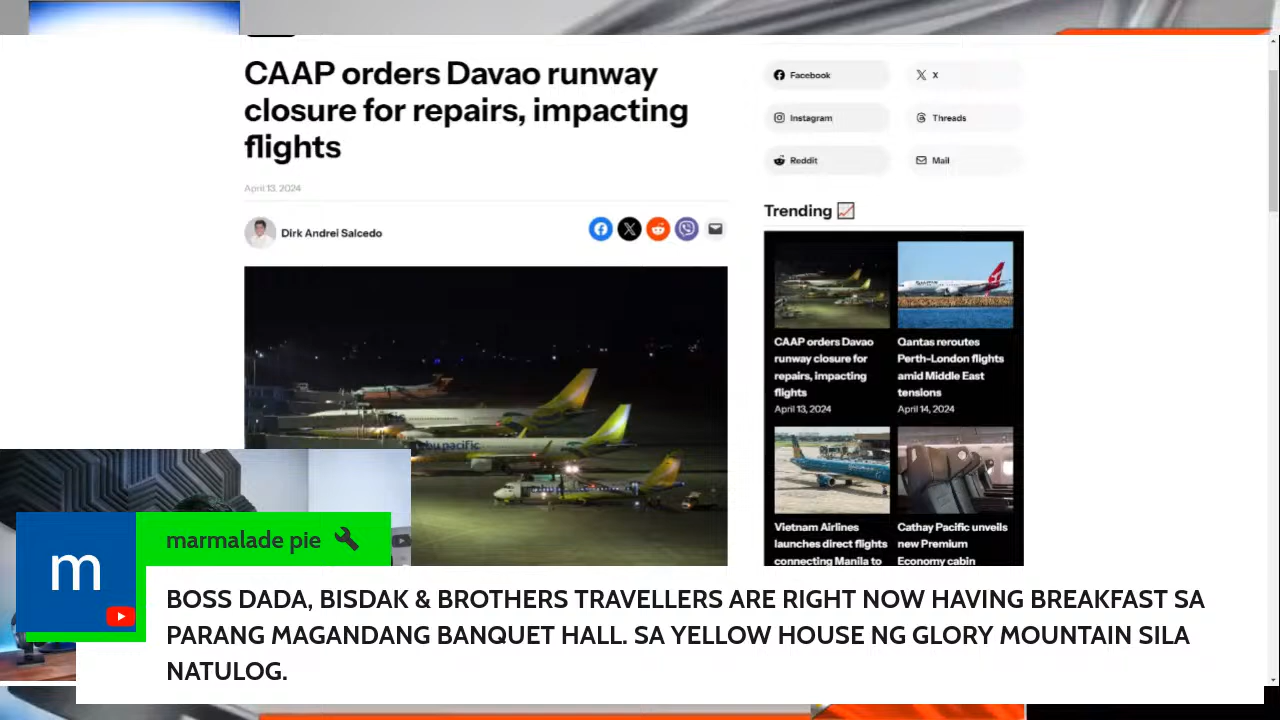 CAAP orders Davao runway
closure for repairs, impacting
flights
April 13, 2024
Dirk Andrei Salcedo
Facebook
X
Instagram
Threads
Reddit
Mail
Trending
CAAP orders Davao
runway closure for
repairs, impacting
flights
April 13, 2024
Qantas reroutes
Perth-London flights
amid Middle East
tensions
April 14, 2024
Vietnam Airlines
launches direct flights
connecting Manila to
Cathay Pacific unveils
new Premium
Economy cabin
m
marmalade pie
BOSS DADA, BISDAK & BROTHERS TRAVELLERS ARE RIGHT NOW HAVING BREAKFAST SA
PARANG MAGANDANG BANQUET HALL. SA YELLOW HOUSE NG GLORY MOUNTAIN SILA
NATULOG.